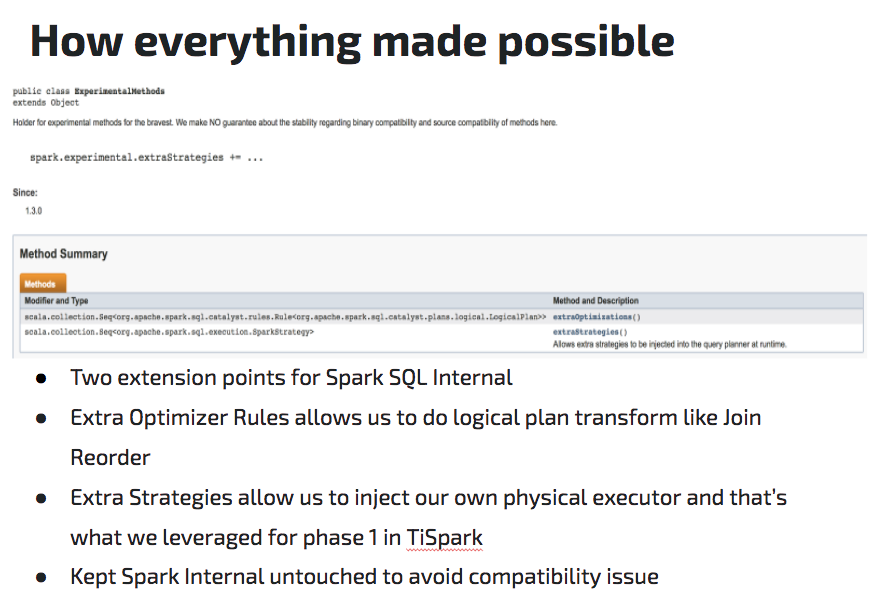 How everything made possible
public class ExperimentalMethods
extends Object
Holder for experimental methods for the bravest. We make NO guarantee about the stability regarding binary compatibility and source compatibility of methods here.
spark.experimental.extraStrategies += ...
Since:
1.3.0
Method Summary
Methods
Modifier and Type Method and Description
scala.collection.Seq<org.apache.spark.sql.catalyst.rules.Rule<org.apache.spark.sql.catalyst.plans.logical.LogicalPlan>> extraOptimizations()
scala.collection.Seq<org.apache.spark.sql.execution.SparkStrategy> extraStrategies()
Allows extra strategies to be injected into the query planner at runtime.
● Two extension points for Spark SQL Internal
● Extra Optimizer Rules allows us to do logical plan transform like Join
Reorder
● Extra Strategies allow us to inject our own physical executor and that's
what we leveraged for phase 1 in TiSpark
● Kept Spark Internal untouched to avoid compatibility issue